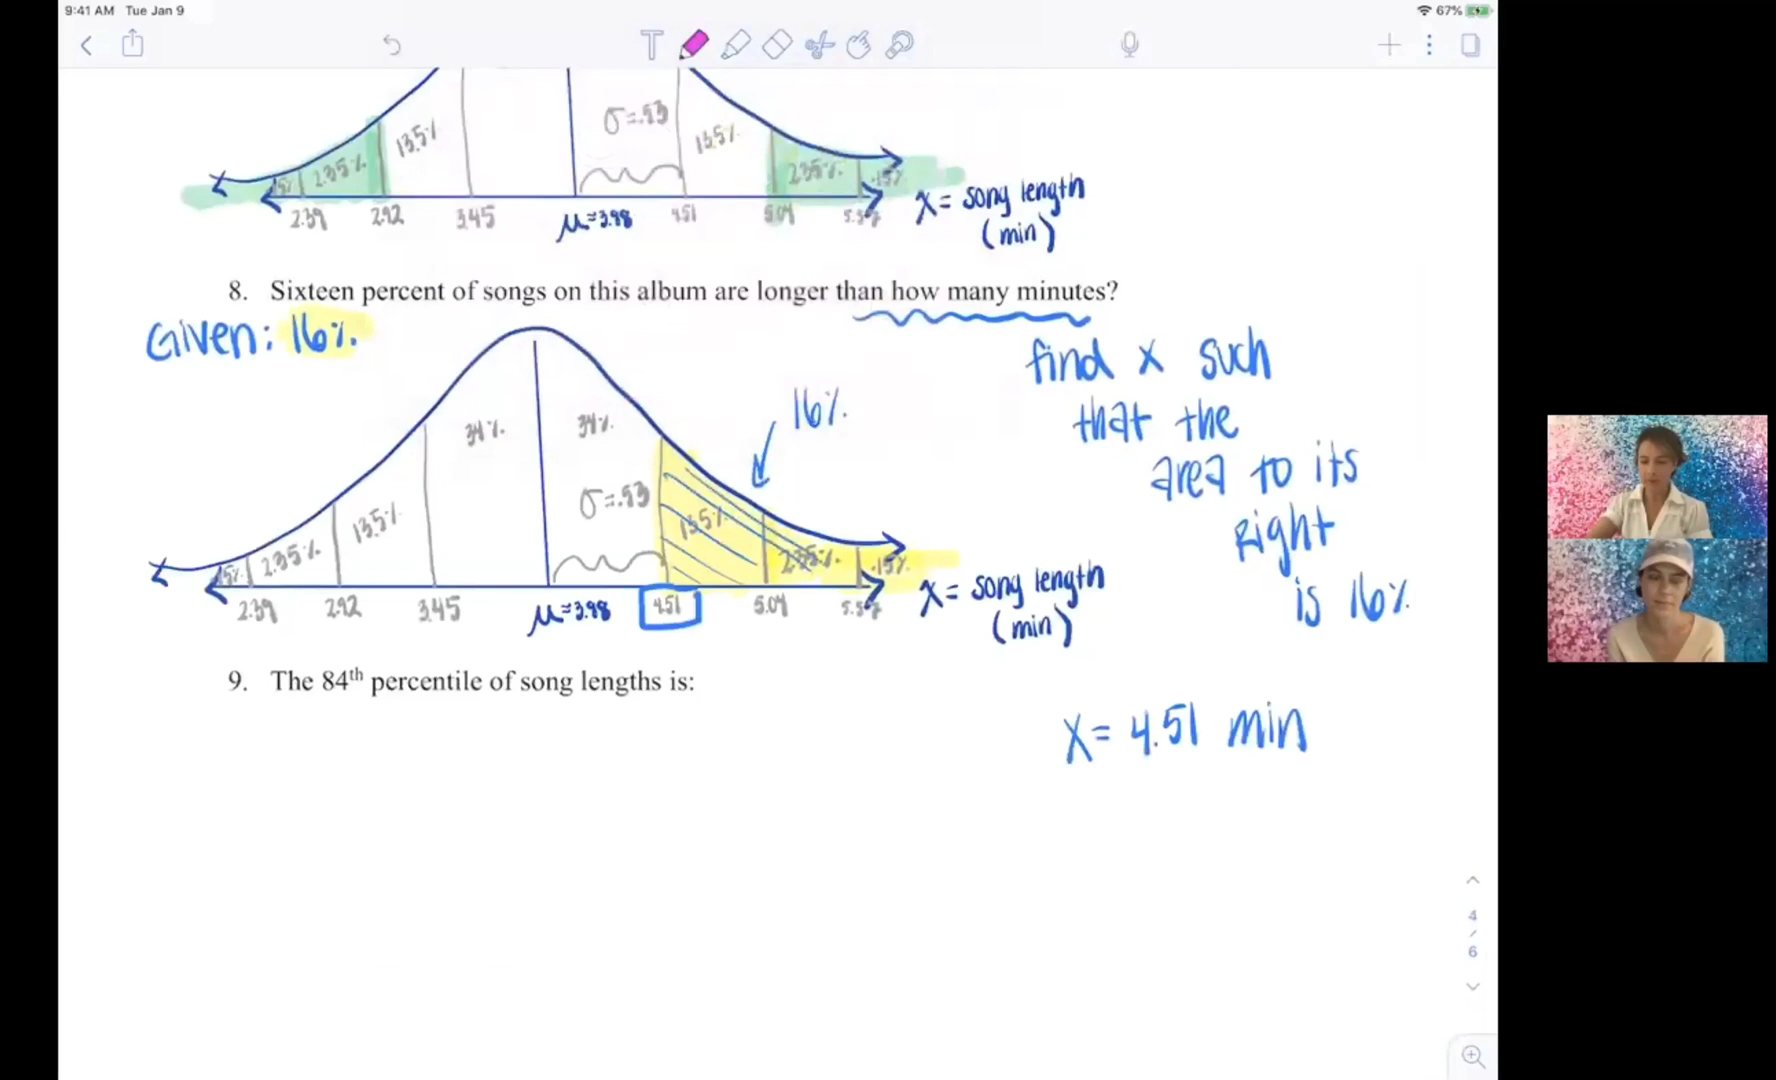 9:41 AM Tue Jan 9
67%
T
13.5%
σ=.53
13.5%
2.35%
2.35%
.15%
2.39 2.92 3.45 μ=3.98 4.51 5.04
x= song length
(min)
8. Sixteen percent of songs on this album are longer than how many minutes?
Given: 16%
find x such
that the
area to its
Right
is 16%
16%
34% 34%
σ=.53
13.5%
13.5%
2.35%
2.35%
.15%
2.39 2.92 3.45 μ=3.98 4.51 5.04
x= song length
(min)
9. The 84th percentile of song lengths is:
x= 4.51 min
4
/
6